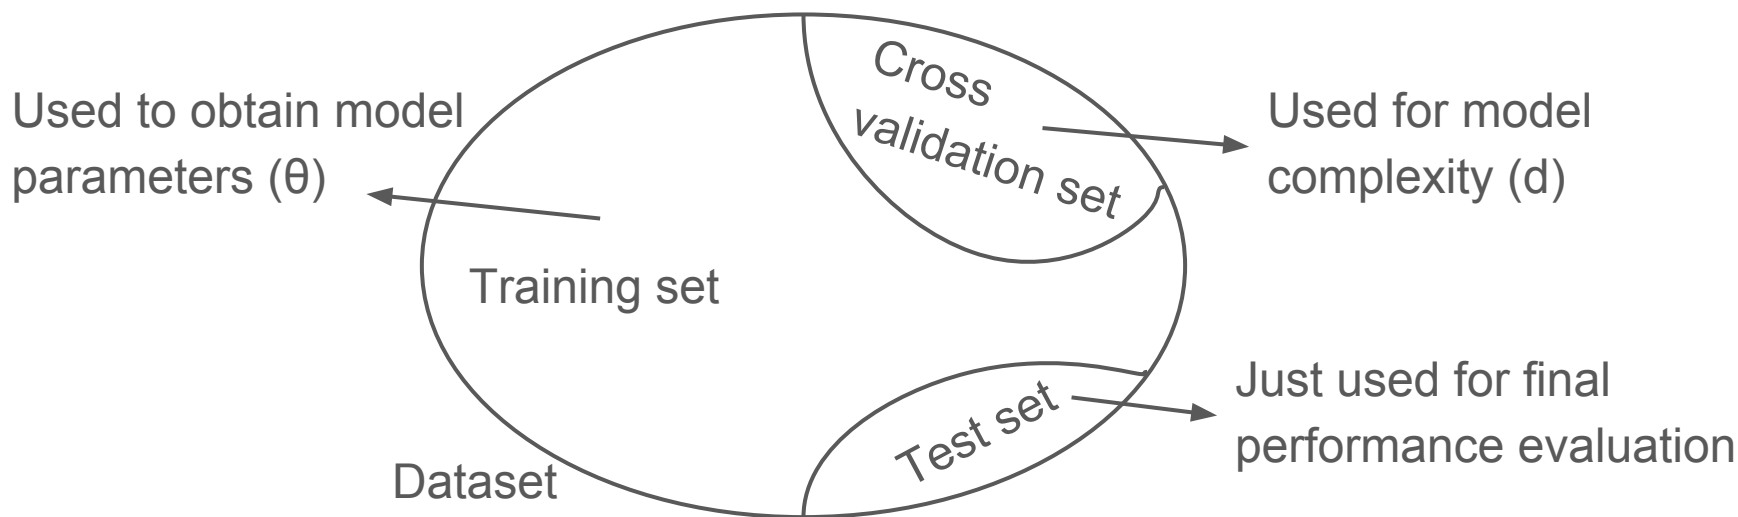 Used to obtain model
parameters (θ)
Training set
Dataset
Cross
validation set
Used for model
complexity (d)
Test set
Just used for final
performance evaluation